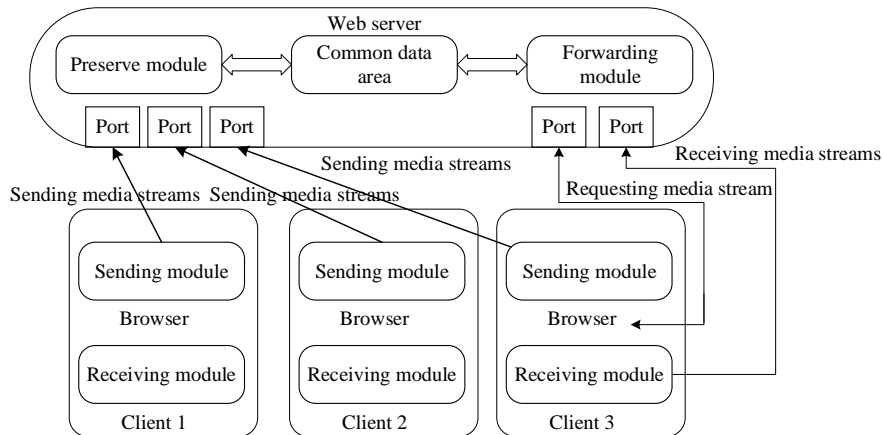 Web server
Preserve module
Common data
area
Forwarding
module
Port
Port
Port
Port
Port
Sending media streams
Receiving media streams
Sending media streams
Sending media streams
Requesting media stream
Sending module
Sending module
Sending module
Browser
Browser
Browser
Receiving module
Receiving module
Receiving module
Client 1
Client 2
Client 3